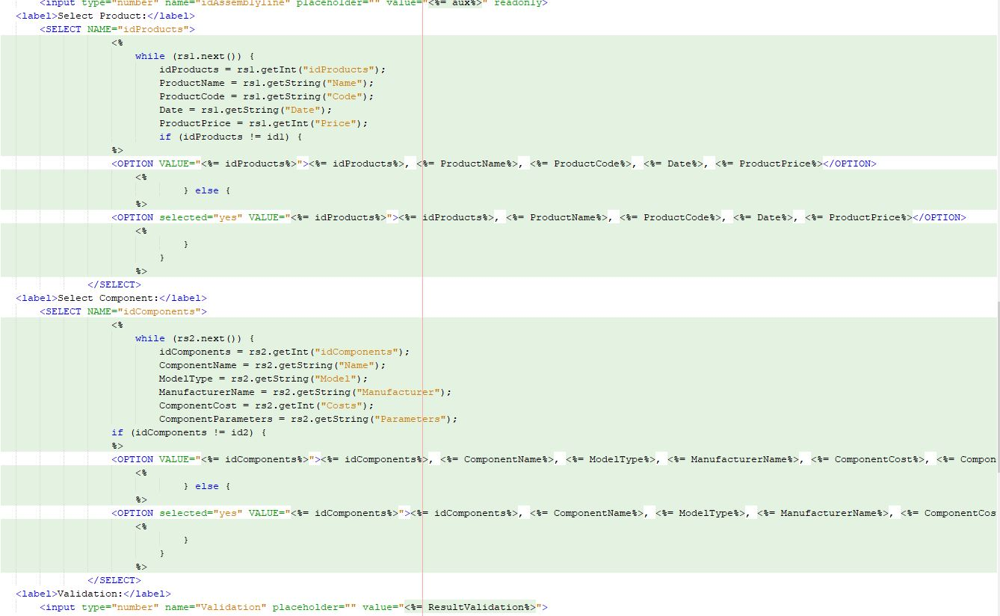 <input type="number" name="idAssemblyline" placeholder="" value="<%= aux%>" readonly>
<label>Select Product:</label>
<SELECT NAME="idProducts">
<%
while (rs1.next()) {
idProducts = rs1.getInt("idProducts");
ProductName = rs1.getString("Name");
ProductCode = rs1.getString("Code");
Date = rs1.getString("Date");
ProductPrice = rs1.getInt("Price");
if (idProducts != id1) {
%>
<OPTION VALUE="<%= idProducts%>"><%= idProducts%>, <%= ProductName%>, <%= ProductCode%>, <%= Date%>, <%= ProductPrice%></OPTION>
<%
} else {
%>
<OPTION selected="yes" VALUE="<%= idProducts%>"><%= idProducts%>, <%= ProductName%>, <%= ProductCode%>, <%= Date%>, <%= ProductPrice%></OPTION>
<%
}
}
%>
</SELECT>
<label>Select Component:</label>
<SELECT NAME="idComponents">
<%
while (rs2.next()) {
idComponents = rs2.getInt("idComponents");
ComponentName = rs2.getString("Name");
ModelType = rs2.getString("Model");
ManufacturerName = rs2.getString("Manufacturer");
ComponentCost = rs2.getInt("Costs");
ComponentParameters = rs2.getString("Parameters");
if (idComponents != id2) {
%>
<OPTION VALUE="<%= idComponents%>"><%= idComponents%>, <%= ComponentName%>, <%= ModelType%>, <%= ManufacturerName%>, <%= ComponentCost%>, <%= Compon
<%
} else {
%>
<OPTION selected="yes" VALUE="<%= idComponents%>"><%= idComponents%>, <%= ComponentName%>, <%= ModelType%>, <%= ManufacturerName%>, <%= ComponentCos
<%
}
}
%>
</SELECT>
<label>Validation:</label>
<input type="number" name="Validation" placeholder="" value="<%= ResultValidation%>">